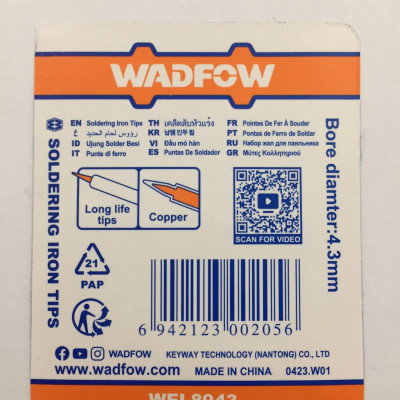 WADFOW
EN Soldering Iron Tips
ع رؤوس لحام الحديد
ID Ujung Solder Besi
IT Punte di ferro
TH เคล็ดลับหัวแร้ง
KR 납땜 인두 팁
VI Đầu mỏ hàn
ES Puntas De Soldador
FR Pointes De Fer À Souder
PT Pontas de Ferro de Soldar
RU Набор жал для паяльника
GR Μύτες Κολλητηριού
SOLDERING IRON TIPS
Long life
tips
Copper
SCAN FOR VIDEO
Bore diamter:4.3mm
21
PAP
6 942123 002056
WADFOW
KEYWAY TECHNOLOGY (NANTONG) CO., LTD
www.wadfow.com
MADE IN CHINA
0423.W01